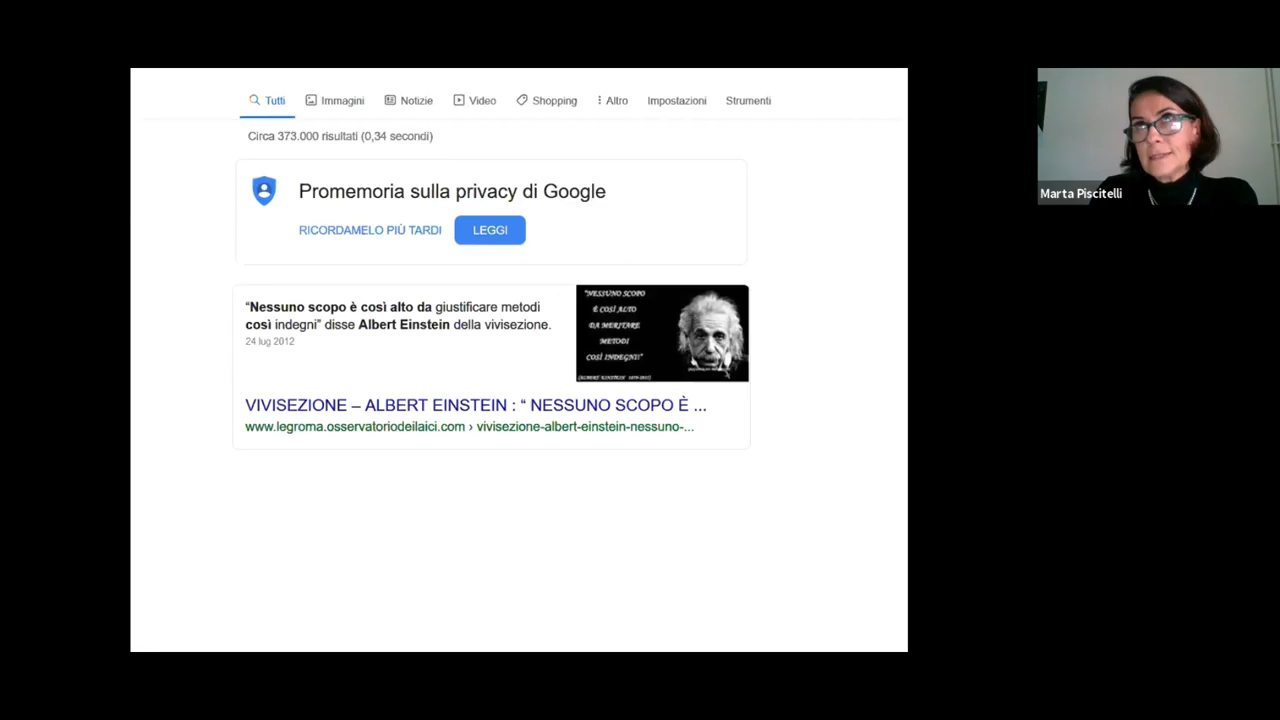 Tutti Immagini Notizie Video Shopping Altro Impostazioni Strumenti
Circa 373.000 risultati (0,34 secondi)
Promemoria sulla privacy di Google
RICORDAMELO PIÙ TARDI LEGGI
“Nessuno scopo è così alto da giustificare metodi
così indegni” disse Albert Einstein della vivisezione.
24 lug 2012
"NESSUNO SCOPO
È COSÌ ALTO
DA MERITARE
METODI
COSÌ INDEGNI!"
VIVISEZIONE – ALBERT EINSTEIN : “ NESSUNO SCOPO È ...
www.legroma.osservatoriodeilaici.com › vivisezione-albert-einstein-nessuno-...
Marta Piscitelli